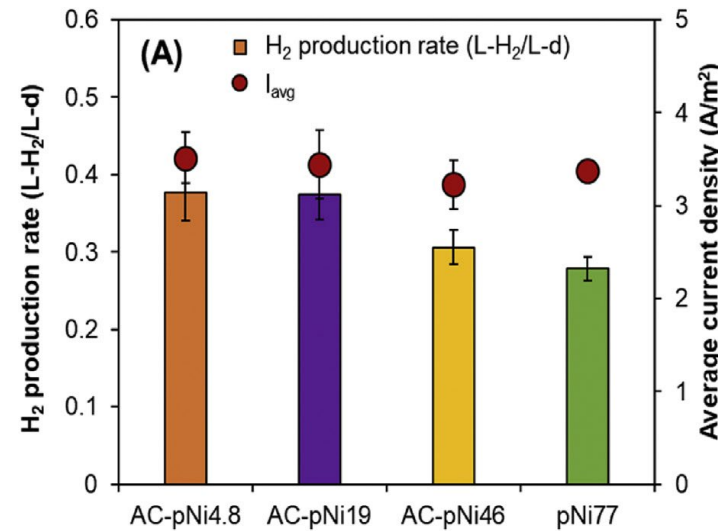 (A)
H₂ production rate (L-H₂/L-d)
I_avg
H₂ production rate (L-H₂/L-d)
0.6
0.5
0.4
0.3
0.2
0.1
0
Average current density (A/m²)
5
4
3
2
1
0
AC-pNi4.8 AC-pNi19 AC-pNi46 pNi77